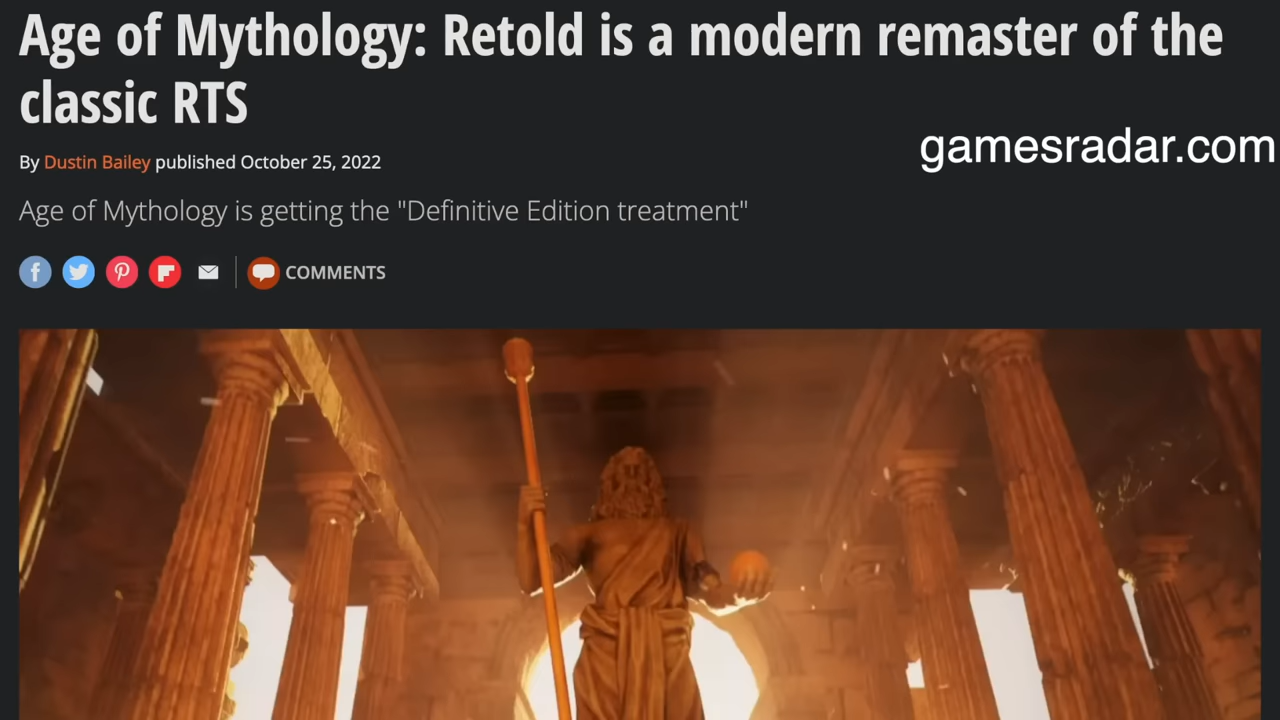 Age of Mythology: Retold is a modern remaster of the
classic RTS
gamesradar.com
By Dustin Bailey published October 25, 2022
Age of Mythology is getting the "Definitive Edition treatment"
COMMENTS